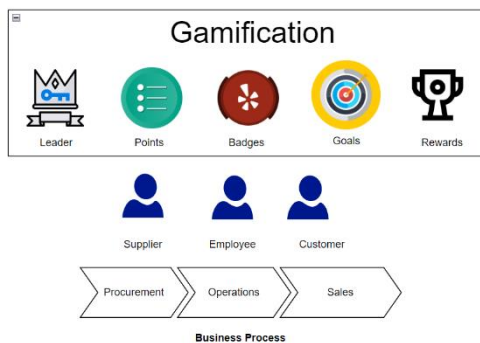 Gamification
Leader Points Badges Goals Rewards
Supplier Employee Customer
Procurement Operations Sales
Business Process